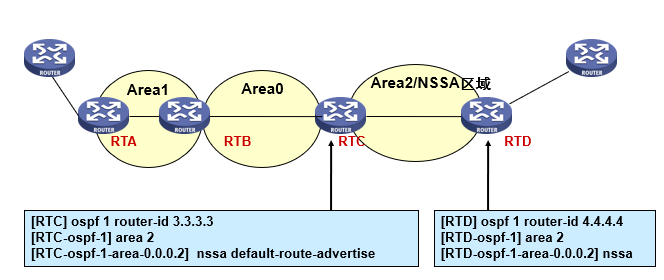 ROUTER
ROUTER
Area1
Area0
Area2/NSSA区域
ROUTER
ROUTER
ROUTER
ROUTER
RTA
RTB
RTC
RTD
[RTC] ospf 1 router-id 3.3.3.3
[RTC-ospf-1] area 2
[RTC-ospf-1-area-0.0.0.2]  nssa default-route-advertise
[RTD] ospf 1 router-id 4.4.4.4
[RTD-ospf-1] area 2
[RTD-ospf-1-area-0.0.0.2] nssa